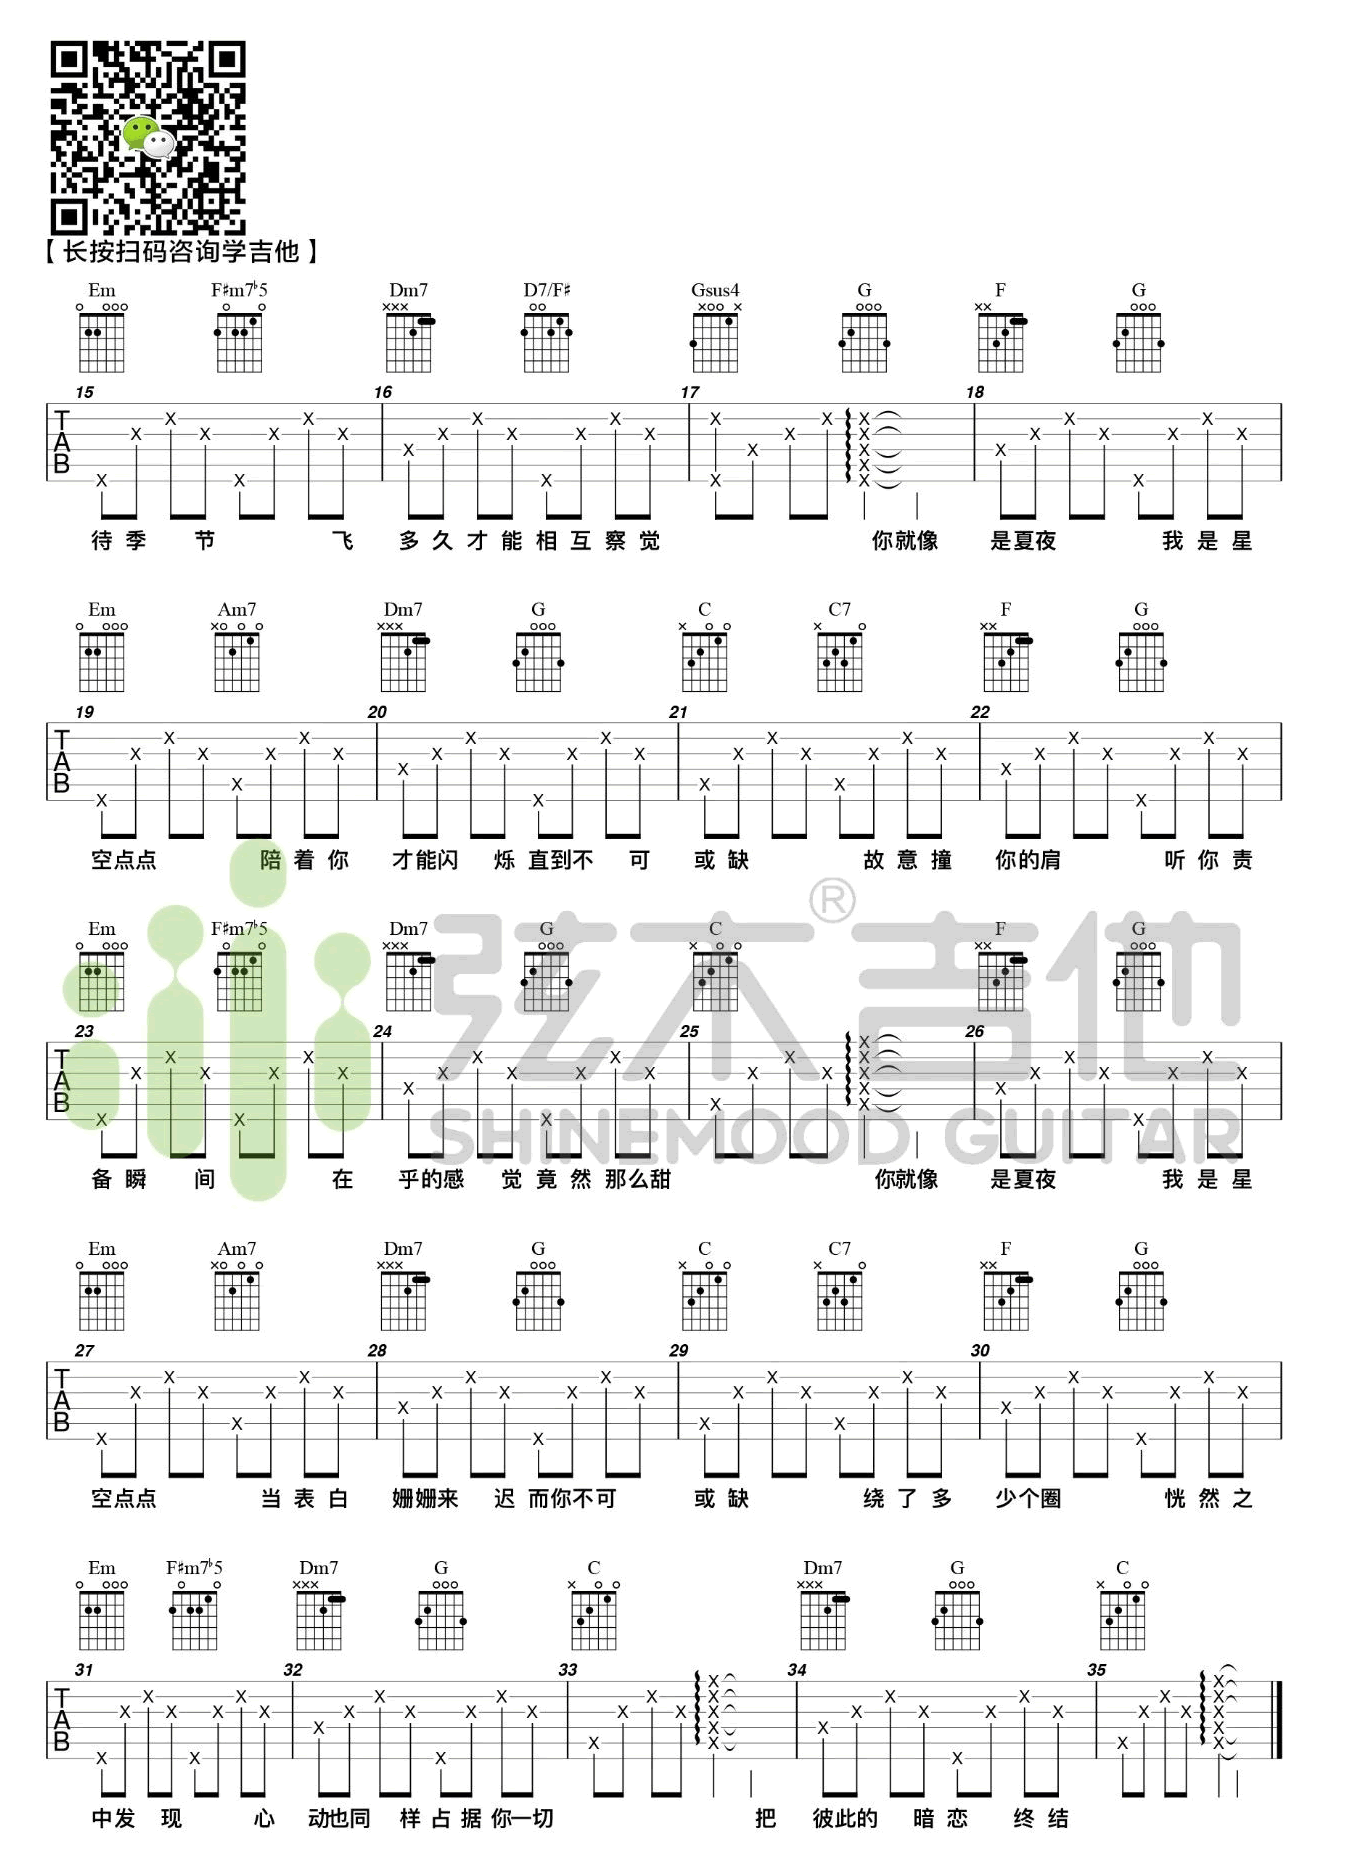 【长按扫码咨询学吉他】
Em F♯m7♭5 Dm7 D7/F♯ Gsus4 G F G
15 16 17 18
TAB
待季节 飞 多久才能相互察觉 你就像 是夏夜 我是星
Em Am7 Dm7 G C C7 F G
19 20 21 22
TAB
空点点 陪着你 才能闪 烁直到不可 或缺 故意撞 你的肩 听你责
®
弦木吉他
Em F♯m7♭5 Dm7 G C F G
23 24 25 26
TAB
SHINEMOOD GUITAR
备瞬间 在 乎的感 觉竟然那么甜 你就像 是夏夜 我是星
Em Am7 Dm7 G C C7 F G
27 28 29 30
TAB
空点点 当表白 姗姗来 迟而你不可 或缺 绕了多 少个圈 恍然之
Em F♯m7♭5 Dm7 G C Dm7 G C
31 32 33 34 35
TAB
中发现 心 动也同 样占据你一切 把 彼此的 暗恋 终结